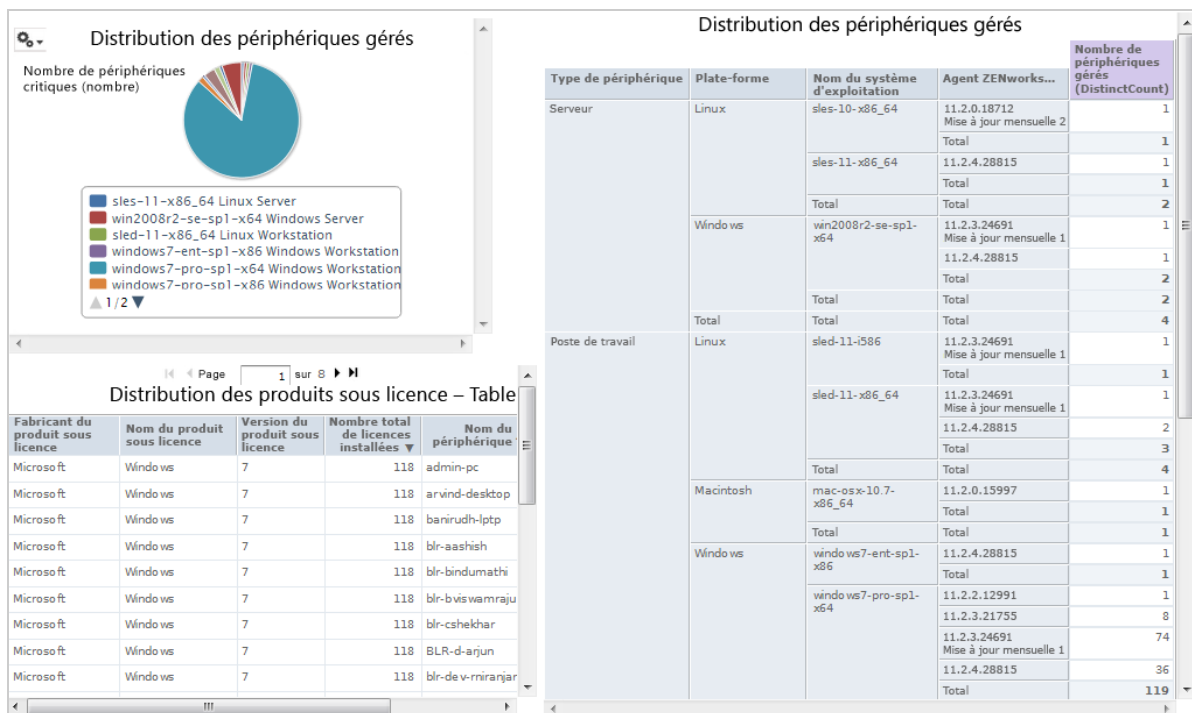 Distribution des périphériques gérés
Nombre de périphériques
critiques (nombre)
sles-11-x86_64 Linux Server
win2008r2-se-sp1-x64 Windows Server
sled-11-x86_64 Linux Workstation
windows7-ent-sp1-x86 Windows Workstation
windows7-pro-sp1-x64 Windows Workstation
windows7-pro-sp1-x86 Windows Workstation
1/2
Page 1 sur 8
Distribution des produits sous licence – Table
Fabricant du produit sous licence Nom du produit sous licence Version du produit sous licence Nombre total de licences installées ▼ Nom du périphérique
Microsoft Windows 7 118 admin-pc
Microsoft Windows 7 118 arvind-desktop
Microsoft Windows 7 118 banirudh-lptp
Microsoft Windows 7 118 blr-aashish
Microsoft Windows 7 118 blr-bindumathi
Microsoft Windows 7 118 blr-bviswamraju
Microsoft Windows 7 118 blr-cshekhar
Microsoft Windows 7 118 BLR-d-arjun
Microsoft Windows 7 118 blr-dev-rniranjan
Distribution des périphériques gérés
Type de périphérique Plate-forme Nom du système d'exploitation Agent ZENworks... Nombre de périphériques gérés (DistinctCount)
Serveur Linux sles-10-x86_64 11.2.0.18712 Mise à jour mensuelle 2 1
Total 1
sles-11-x86_64 11.2.4.28815 1
Total 1
Total Total 2
Windows win2008r2-se-sp1-x64 11.2.3.24691 Mise à jour mensuelle 1 1
11.2.4.28815 1
Total 2
Total Total 2
Total Total Total 4
Poste de travail Linux sled-11-i586 11.2.3.24691 Mise à jour mensuelle 1 1
Total 1
sled-11-x86_64 11.2.3.24691 Mise à jour mensuelle 1 1
11.2.4.28815 2
Total 3
Total Total 4
Macintosh mac-osx-10.7-x86_64 11.2.0.15997 1
Total 1
Total Total 1
Windows windows7-ent-sp1-x86 11.2.4.28815 1
Total 1
windows7-pro-sp1-x64 11.2.2.12991 1
11.2.3.21755 8
11.2.3.24691 Mise à jour mensuelle 1 74
11.2.4.28815 36
Total 119